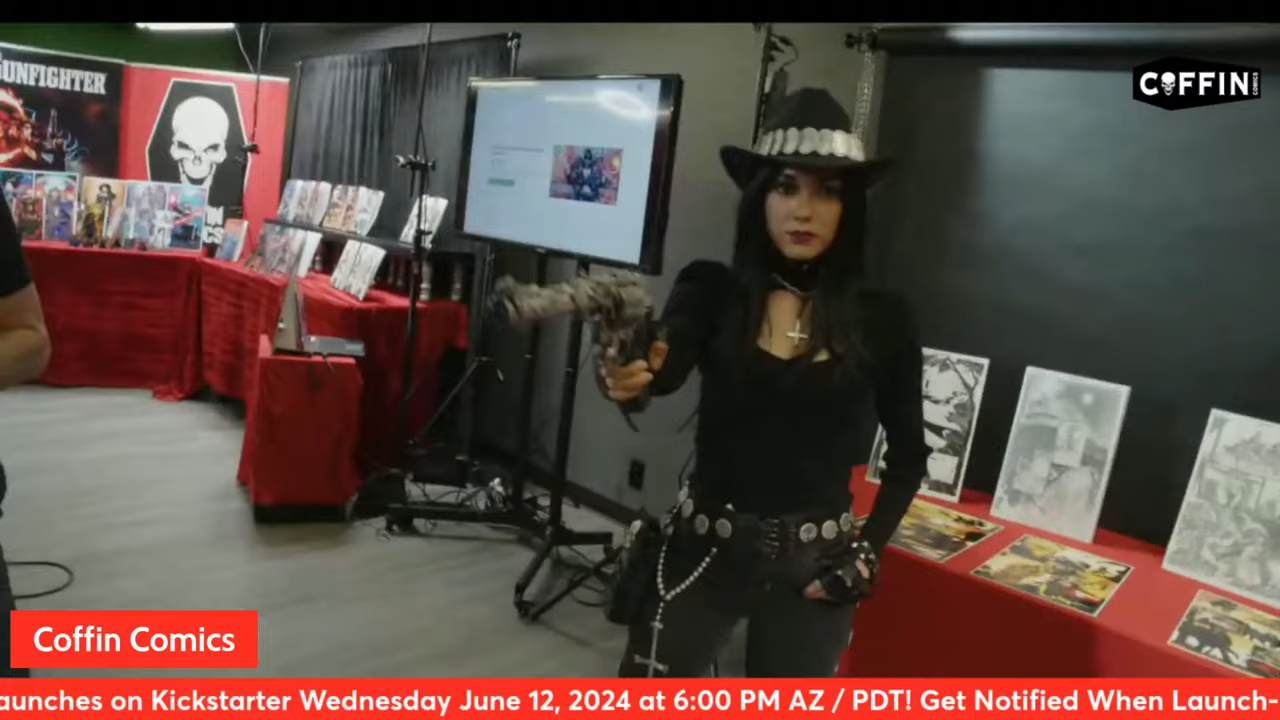 GUNFIGHTER
COFFIN
COMICS
Coffin Comics
aunches on Kickstarter Wednesday June 12, 2024 at 6:00 PM AZ / PDT! Get Notified When Launch-